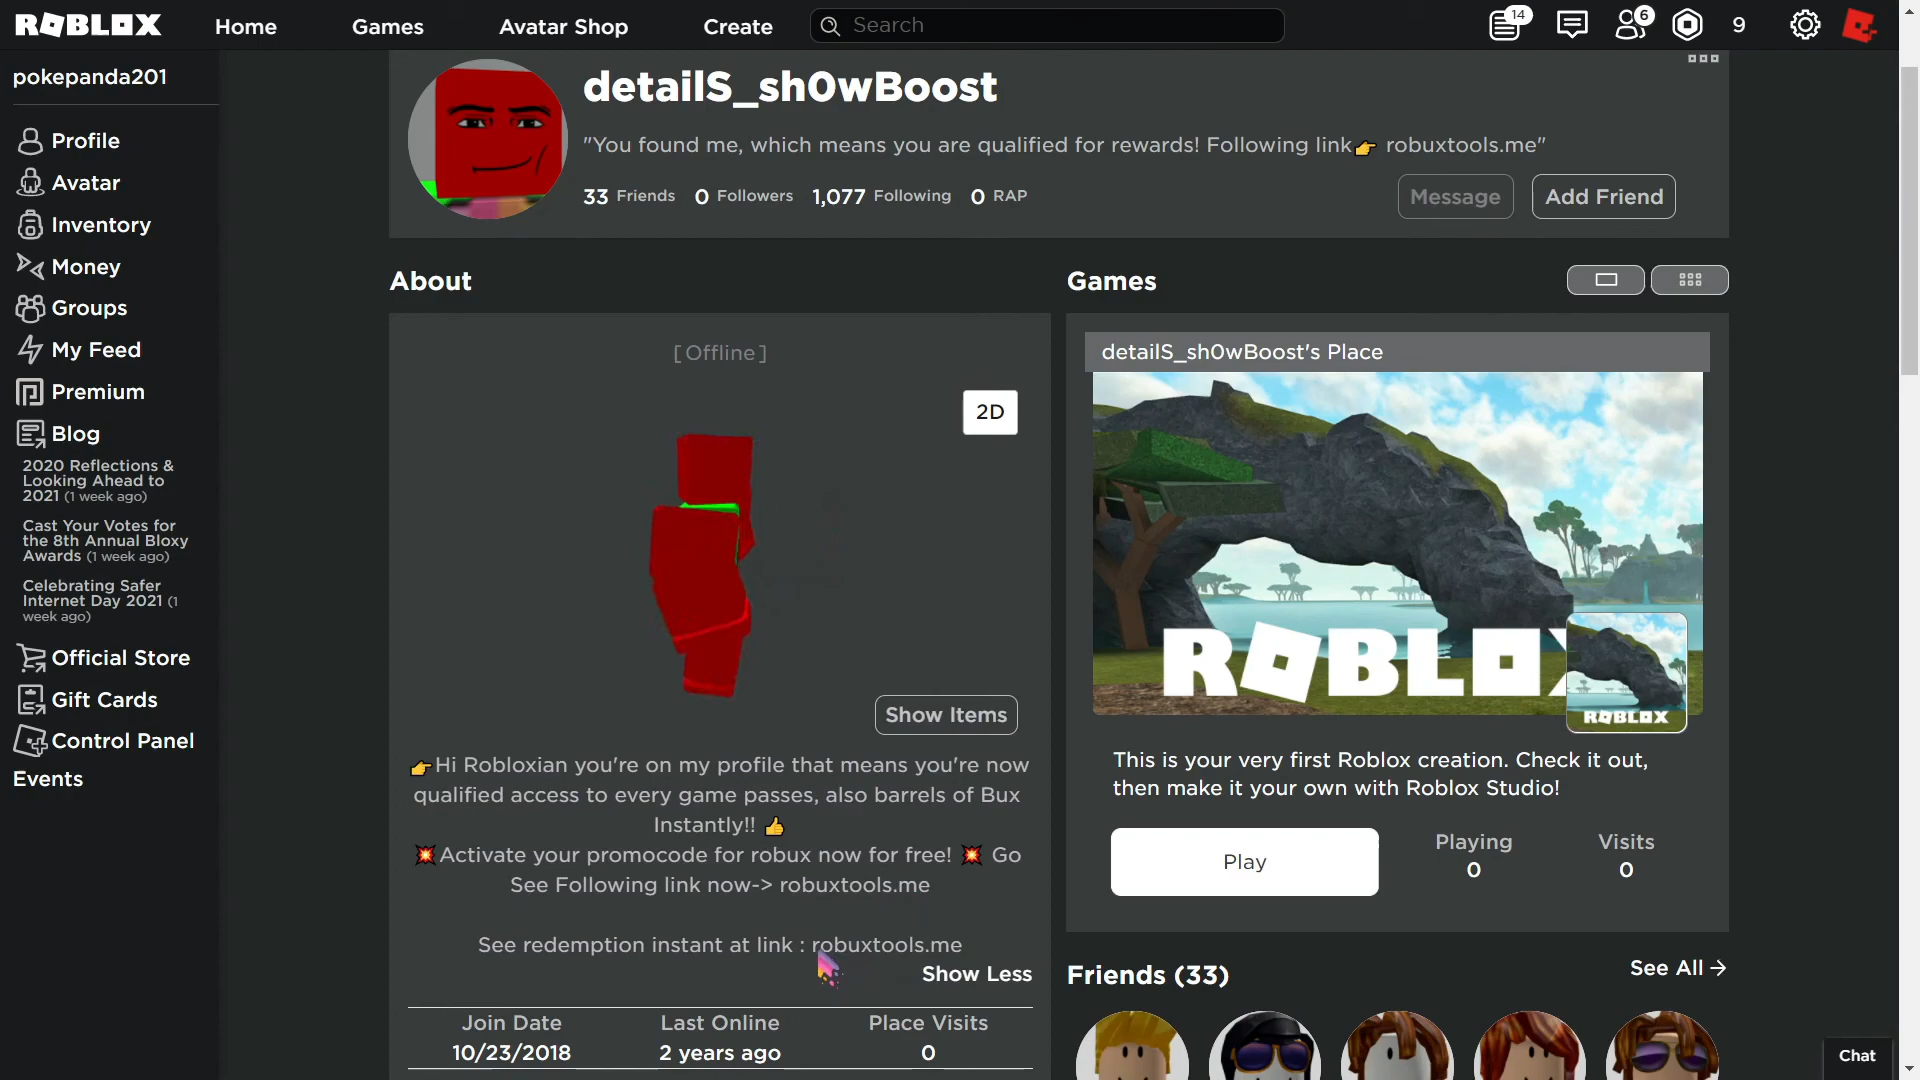 ROBLOX
Home
Games
Avatar Shop
Create
Search
14
6
9
pokepanda201
Profile
Avatar
Inventory
Money
Groups
My Feed
Premium
Blog
2020 Reflections &
Looking Ahead to
2021 (1 week ago)
Cast Your Votes for
the 8th Annual Bloxy
Awards (1 week ago)
Celebrating Safer
Internet Day 2021 (1
week ago)
Official Store
Gift Cards
Control Panel
Events
detailS_sh0wBoost
"You found me, which means you are qualified for rewards! Following link👉 robuxtools.me"
33 Friends 0 Followers 1,077 Following 0 RAP
Message
Add Friend
About
[Offline]
2D
Show Items
👉Hi Robloxian you're on my profile that means you're now
qualified access to every game passes, also barrels of Bux
Instantly!! 👍
💥Activate your promocode for robux now for free! 💥 Go
See Following link now-> robuxtools.me
See redemption instant at link : robuxtools.me
Show Less
Join Date
10/23/2018
Last Online
2 years ago
Place Visits
0
Games
detailS_sh0wBoost's Place
ROBLOX
ROBLOX
This is your very first Roblox creation. Check it out,
then make it your own with Roblox Studio!
Play
Playing
0
Visits
0
Friends (33)
See All →
Chat